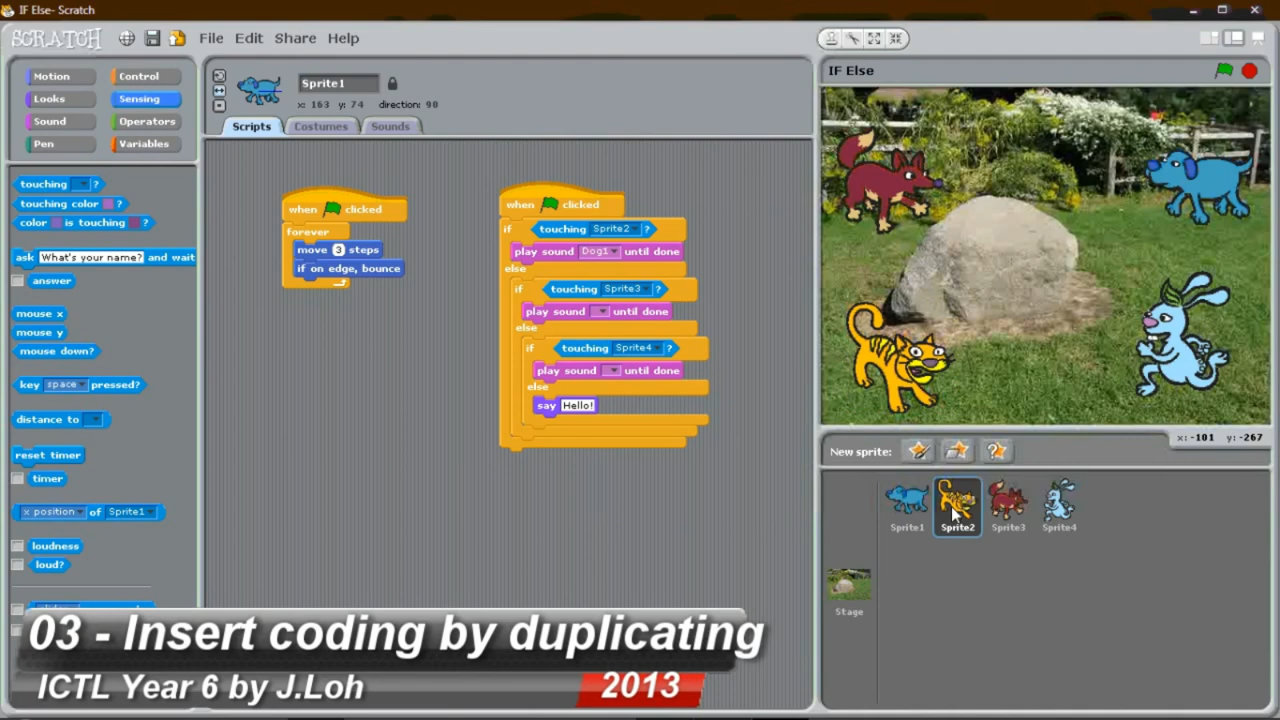 IF Else- Scratch
SCRATCH
File Edit Share Help
Motion Control
Looks Sensing
Sound Operators
Pen Variables
touching ?
touching color ?
color is touching ?
ask What's your name? and wait
answer
mouse x
mouse y
mouse down?
key space pressed?
distance to
reset timer
timer
x position of Sprite1
loudness
loud?
Sprite1
x: 163 y: 74 direction: 90
Scripts Costumes Sounds
when clicked
forever
move 3 steps
if on edge, bounce
when clicked
if touching Sprite2 ?
play sound Dog1 until done
else
if touching Sprite3 ?
play sound until done
else
if touching Sprite4 ?
play sound until done
else
say Hello!
IF Else
x: -101 y: -267
New sprite:
Sprite1 Sprite2 Sprite3 Sprite4
Stage
03 - Insert coding by duplicating
ICTL Year 6 by J.Loh 2013